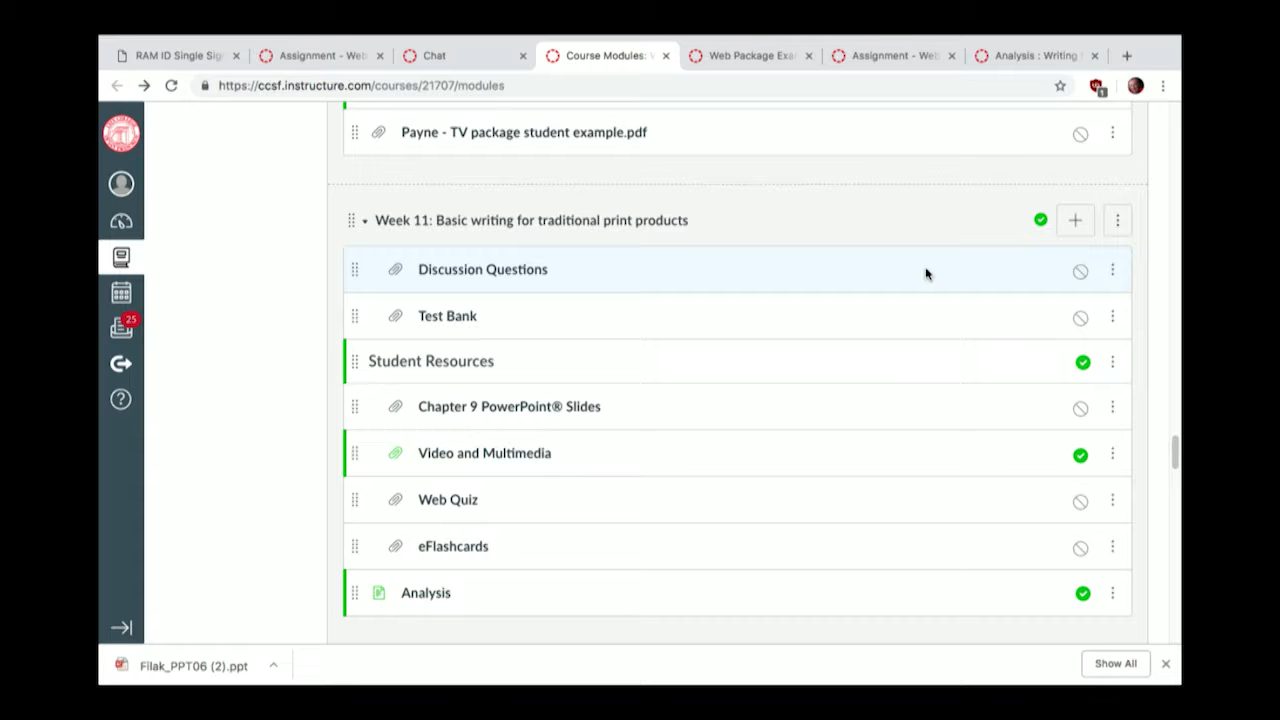 RAM ID Single Sig
Assignment - Web
Chat
Course Modules:
Web Package Exa
Assignment - Web
Analysis : Writing
https://ccsf.instructure.com/courses/21707/modules
1
Payne - TV package student example.pdf
Week 11: Basic writing for traditional print products
Discussion Questions
Test Bank
25
Student Resources
Chapter 9 PowerPoint® Slides
Video and Multimedia
Web Quiz
eFlashcards
Analysis
Filak_PPT06 (2).ppt
Show All